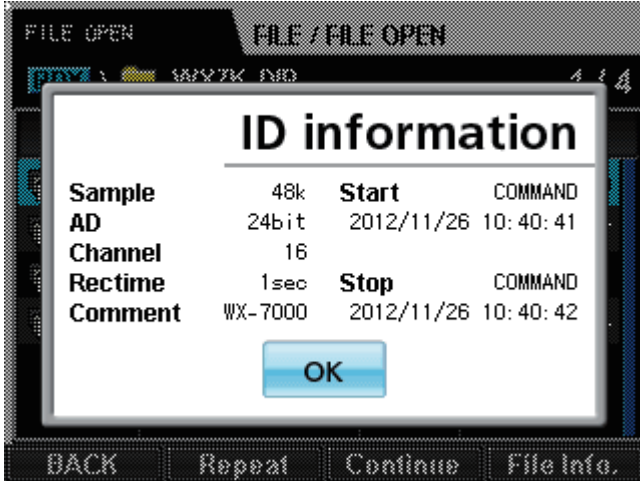 FILE OPEN
FILE / FILE OPEN
4 / 4
ID information
Sample 48k Start COMMAND
AD 24bit 2012/11/26 10:40:41
Channel 16
Rectime 1sec Stop COMMAND
Comment WX-7000 2012/11/26 10:40:42
OK
BACK Repeat Continue File Info.